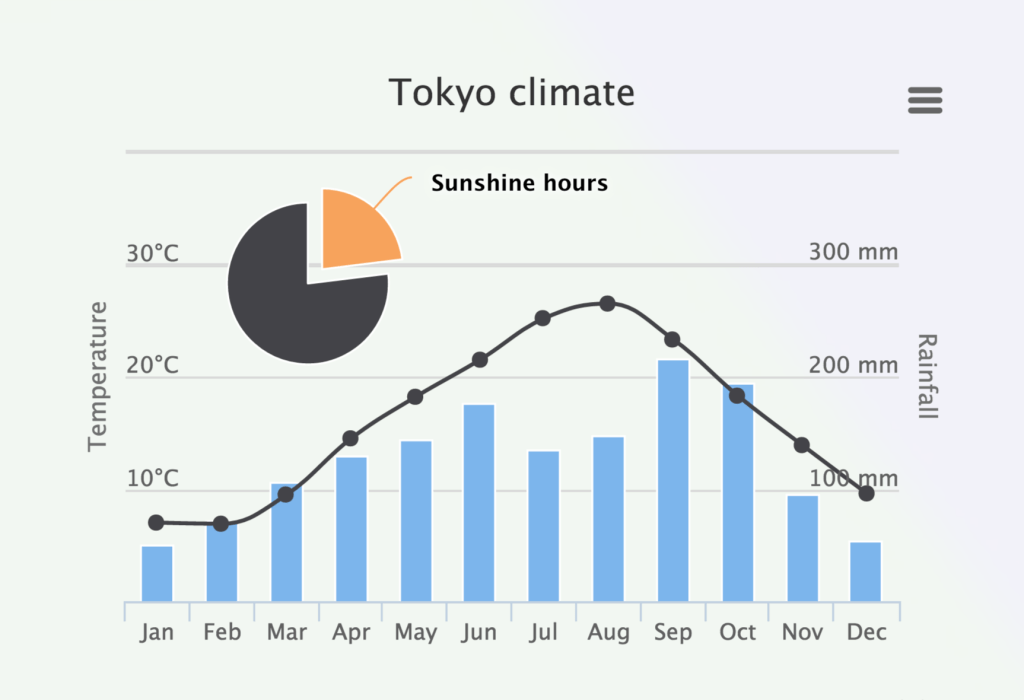 Tokyo climate
Sunshine hours
30°C
300 mm
20°C
200 mm
10°C
100 mm
Temperature
Rainfall
Jan Feb Mar Apr May Jun Jul Aug Sep Oct Nov Dec